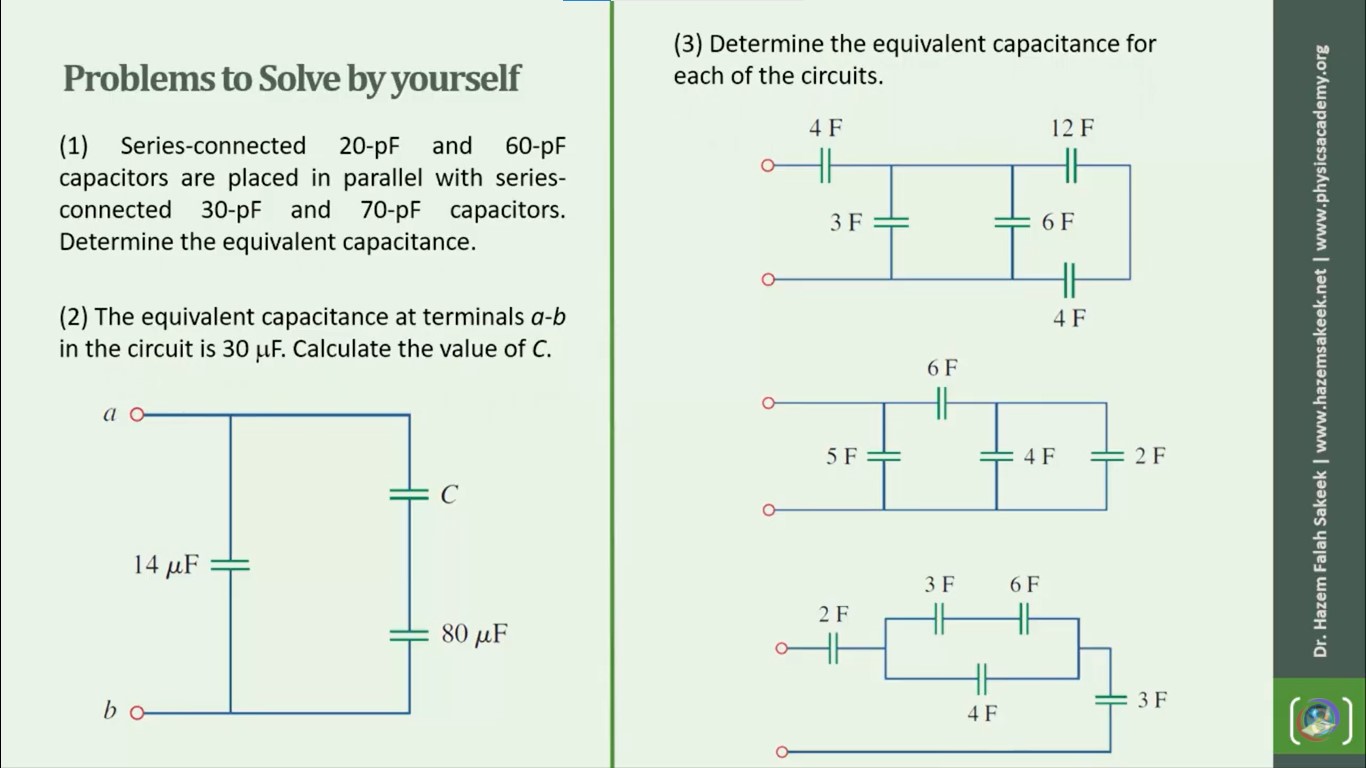 Problems to Solve by yourself
(1) Series-connected 20-pF and 60-pF
capacitors are placed in parallel with series-
connected 30-pF and 70-pF capacitors.
Determine the equivalent capacitance.
(2) The equivalent capacitance at terminals a-b
in the circuit is 30 μF. Calculate the value of C.
a
C
14 μF
80 μF
b
(3) Determine the equivalent capacitance for
each of the circuits.
4 F
12 F
3 F
6 F
4 F
6 F
5 F
4 F
2 F
3 F
6 F
2 F
4 F
3 F
Dr. Hazem Falah Sakeek | www.hazemsakeek.net | www.physicsacademy.org